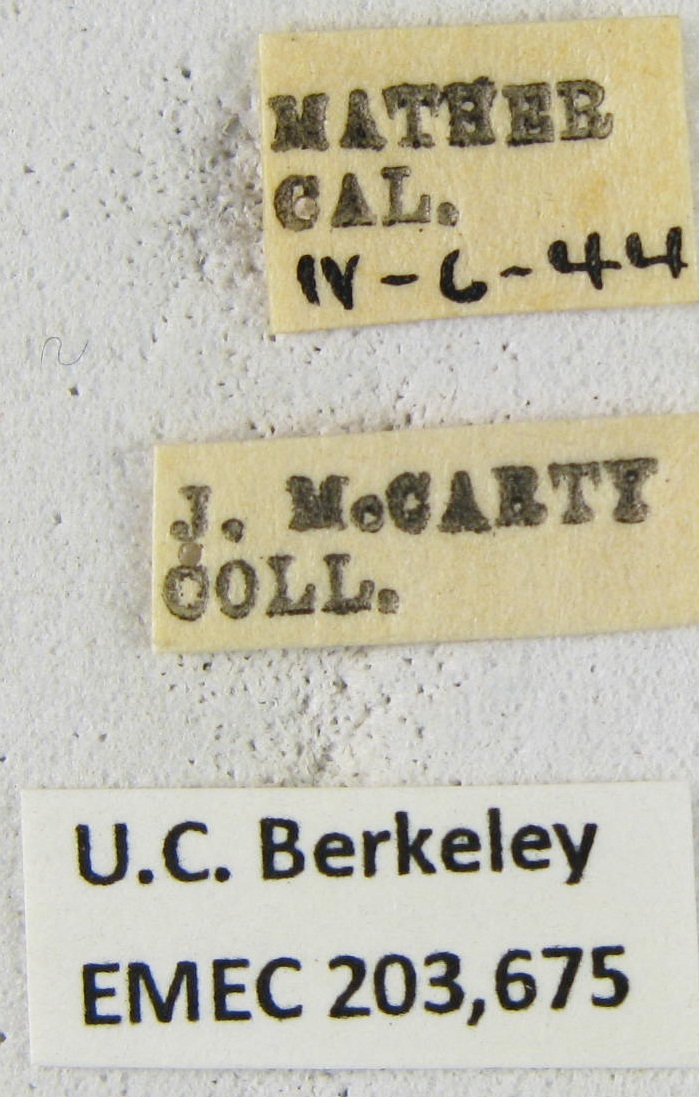 MATHER
CAL.
IV-6-44
J. McCARTY
COLL.
U.C. Berkeley
EMEC 203,675